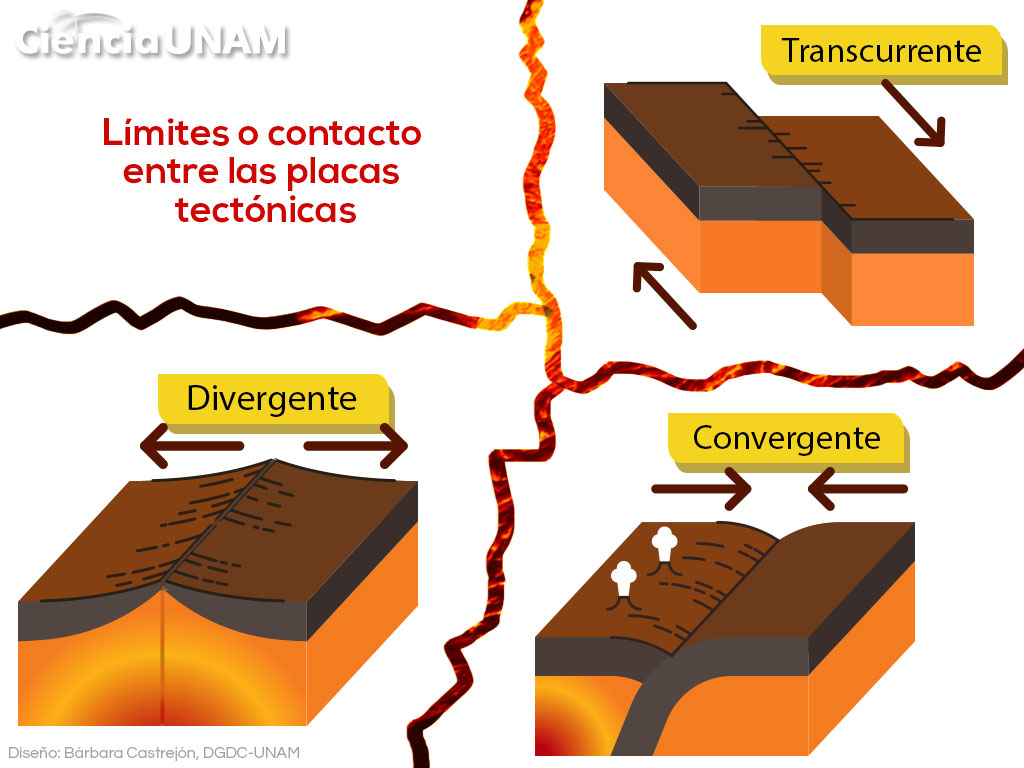 Ciencia UNAM
Límites o contacto
entre las placas
tectónicas
Transcurrente
Divergente
Convergente
Diseño: Bárbara Castrejón, DGDC-UNAM